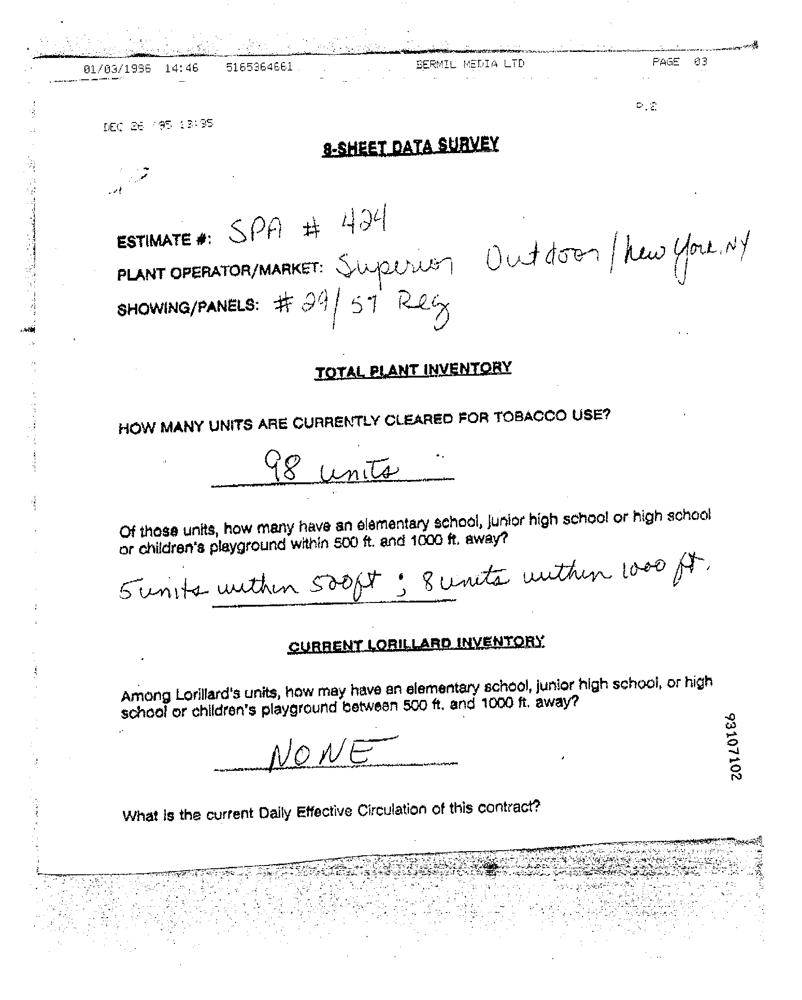 01/03/1996 14:46 5165364661 BERMIL MEDIA LTD PAGE 03
P.2
DEC 26 '95 13:35
8-SHEET DATA SURVEY
ESTIMATE #: SPA # 424
PLANT OPERATOR/MARKET: Superior Outdoor / New York, NY
SHOWING/PANELS: # 29/57 Reg
TOTAL PLANT INVENTORY
HOW MANY UNITS ARE CURRENTLY CLEARED FOR TOBACCO USE?
98 units
Of those units, how many have an elementary school, junior high school or high school
or children's playground within 500 ft. and 1000 ft. away?
5 units within 500 ft ; 8 units within 1000 ft.
CURRENT LORILLARD INVENTORY
Among Lorillard's units, how may have an elementary school, junior high school, or high
school or children's playground between 500 ft. and 1000 ft. away?
NONE
93107102
What is the current Daily Effective Circulation of this contract?